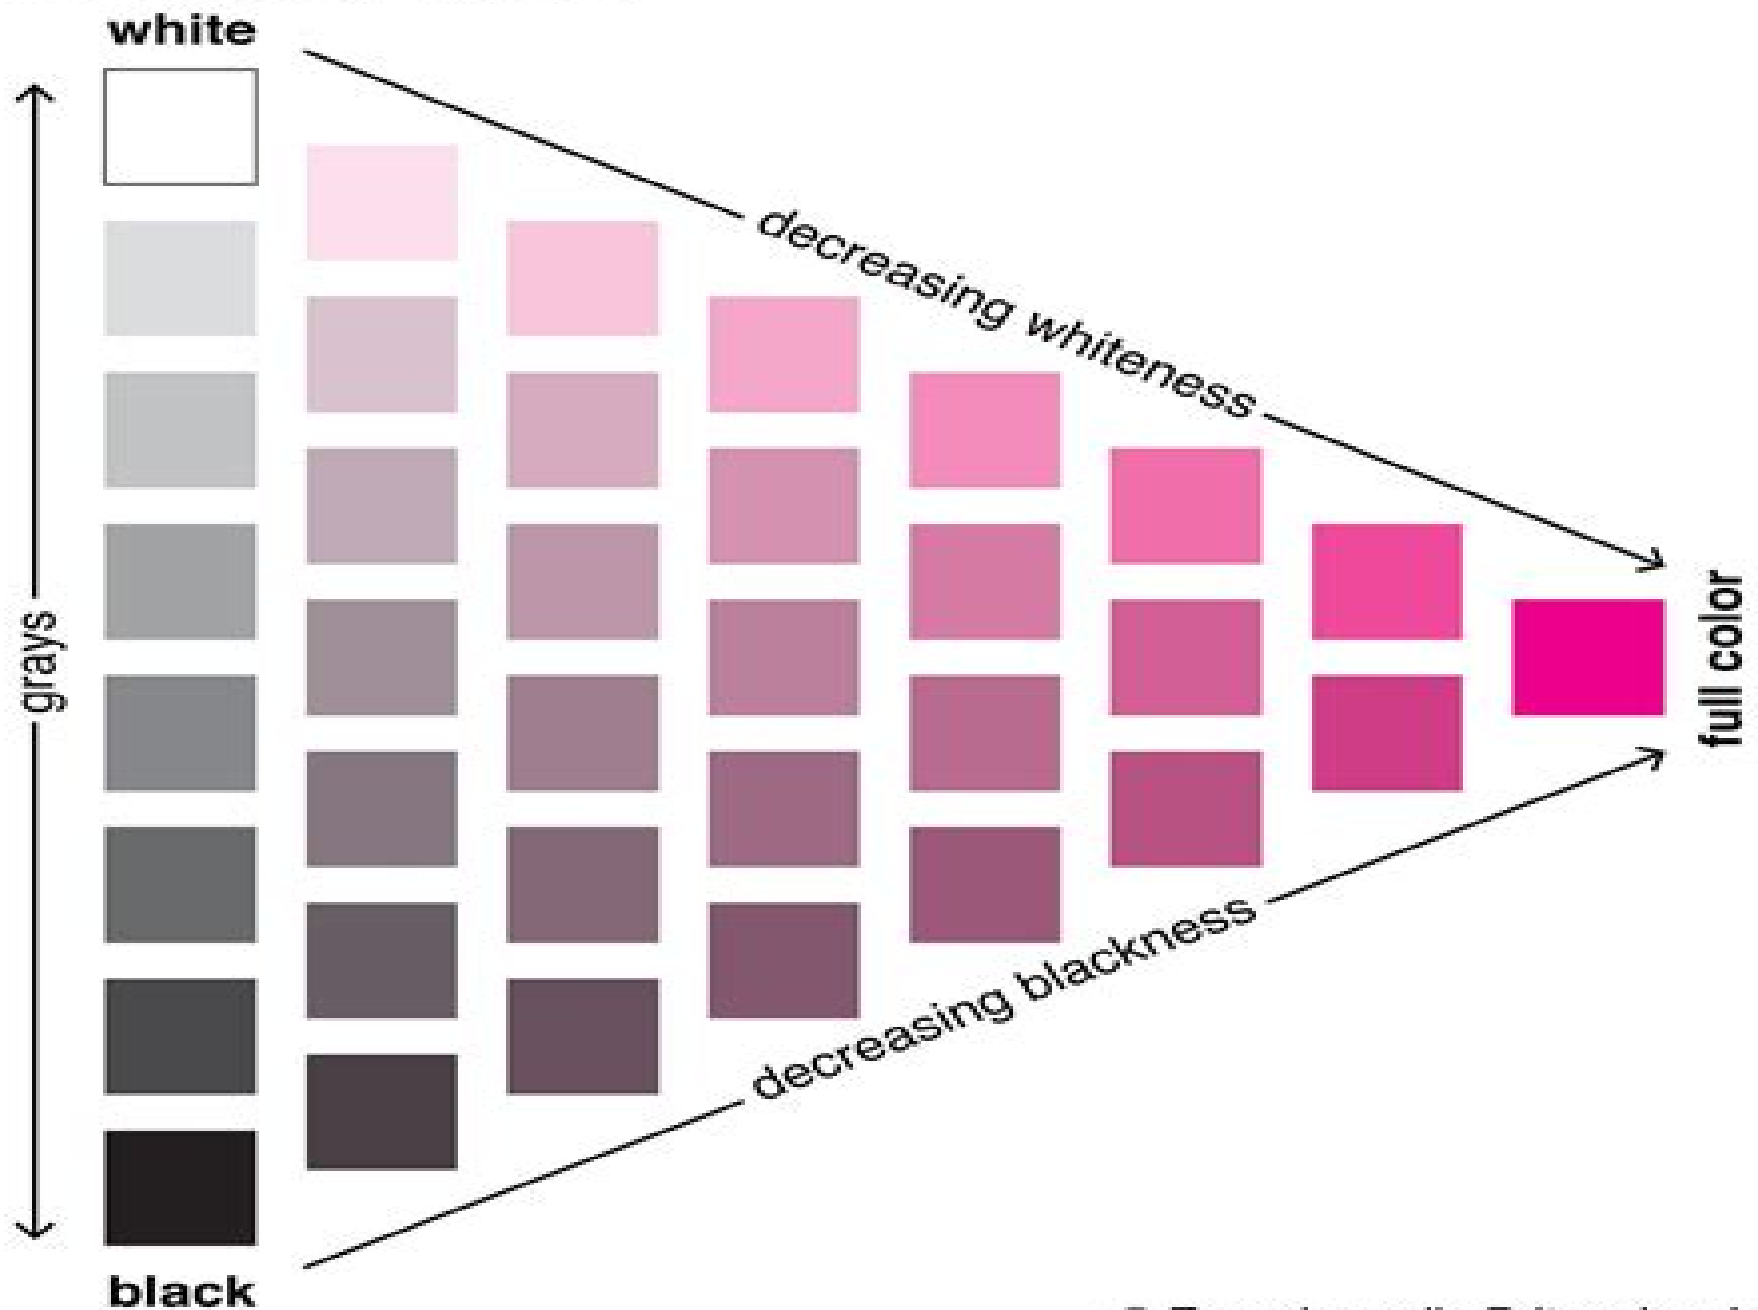 white
decreasing whiteness
grays
full color
decreasing blackness
black